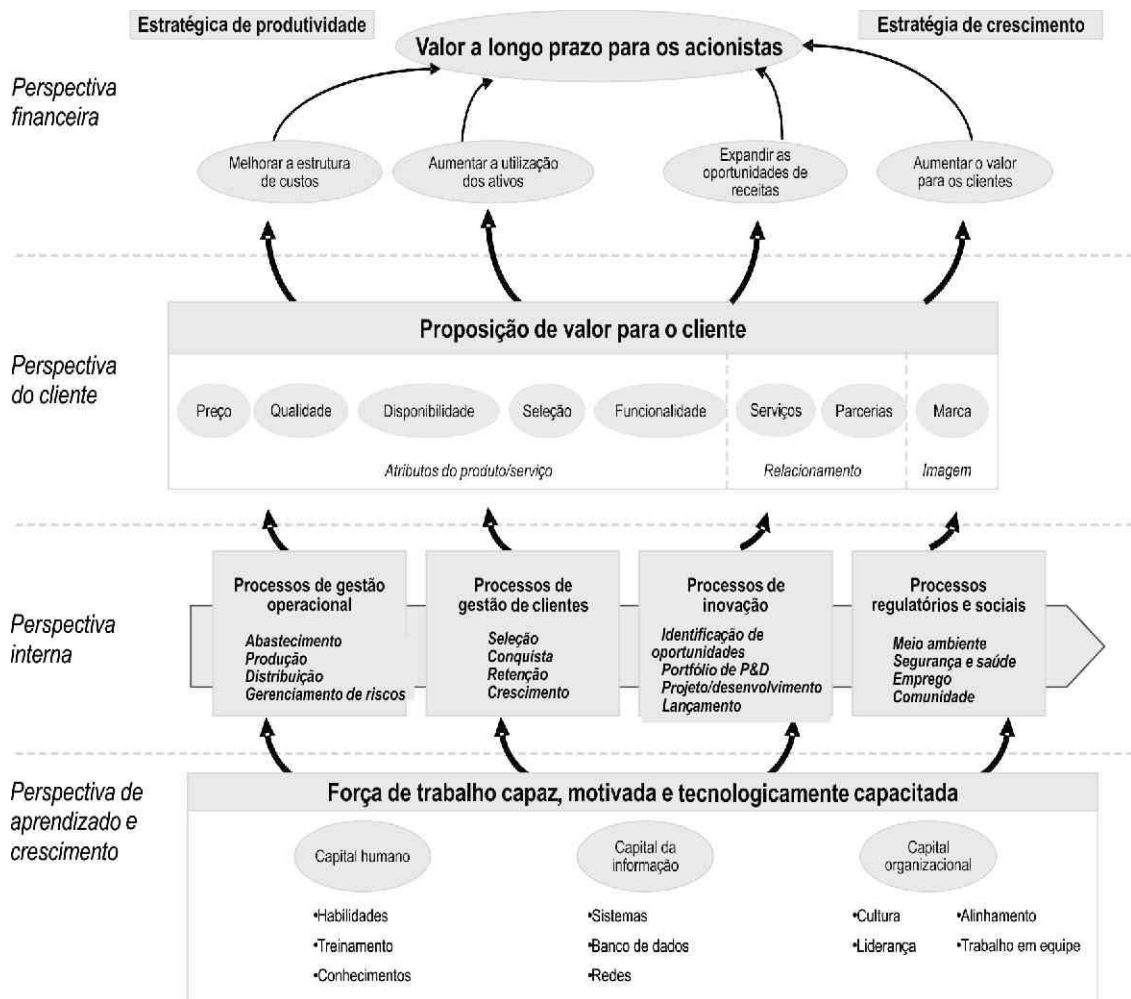 Estratégica de produtividade
Estratégia de crescimento
Valor a longo prazo para os acionistas
Perspectiva
financeira
Melhorar a estrutura
de custos
Aumentar a utilização
dos ativos
Expandir as
oportunidades de
receitas
Aumentar o valor
para os clientes
Proposição de valor para o cliente
Perspectiva
do cliente
Preço
Qualidade
Disponibilidade
Seleção
Funcionalidade
Serviços
Parcerias
Marca
Atributos do produto/serviço
Relacionamento
Imagem
Perspectiva
interna
Processos de gestão
operacional
Abastecimento
Produção
Distribuição
Gerenciamento de riscos
Processos de
gestão de clientes
Seleção
Conquista
Retenção
Crescimento
Processos de
inovação
Identificação de
oportunidades
Portfólio de P&D
Projeto/desenvolvimento
Lançamento
Processos
regulatórios e sociais
Meio ambiente
Segurança e saúde
Emprego
Comunidade
Perspectiva de
aprendizado e
crescimento
Força de trabalho capaz, motivada e tecnologicamente capacitada
Capital humano
•Habilidades
•Treinamento
•Conhecimentos
Capital da
informação
•Sistemas
•Banco de dados
•Redes
Capital
organizacional
•Cultura
•Liderança
•Alinhamento
•Trabalho em equipe